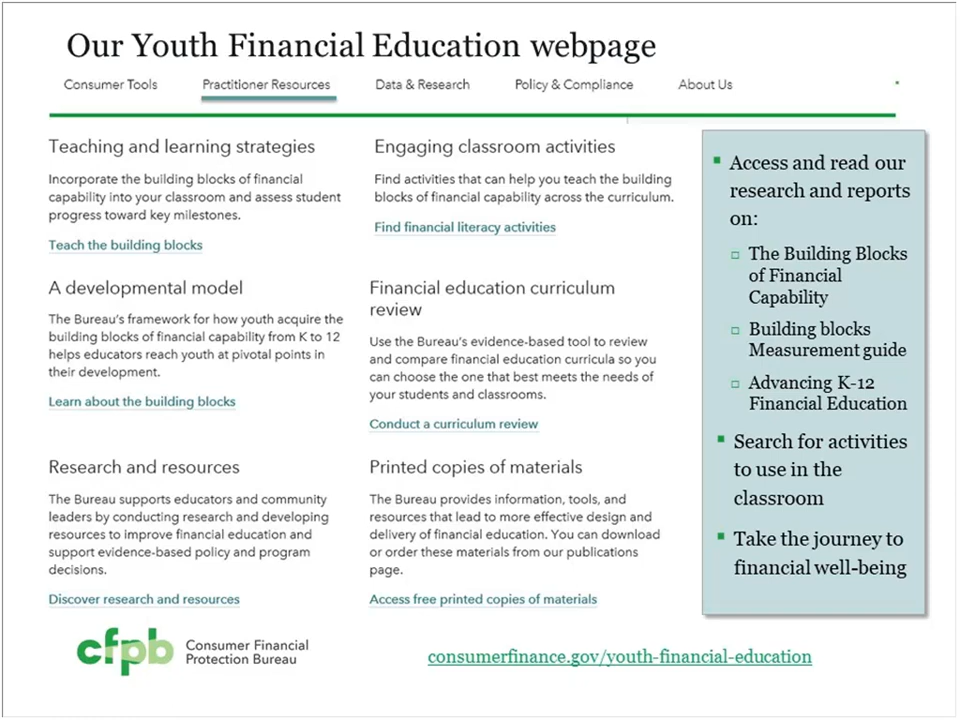 Our Youth Financial Education webpage
Consumer Tools Practitioner Resources Data & Research Policy & Compliance About Us
Teaching and learning strategies
Incorporate the building blocks of financial
capability into your classroom and assess student
progress toward key milestones.
Teach the building blocks
Engaging classroom activities
Find activities that can help you teach the building
blocks of financial capability across the curriculum.
Find financial literacy activities
A developmental model
The Bureau's framework for how youth acquire the
building blocks of financial capability from K to 12
helps educators reach youth at pivotal points in
their development.
Learn about the building blocks
Financial education curriculum
review
Use the Bureau's evidence-based tool to review
and compare financial education curricula so you
can choose the one that best meets the needs of
your students and classrooms.
Conduct a curriculum review
Research and resources
The Bureau supports educators and community
leaders by conducting research and developing
resources to improve financial education and
support evidence-based policy and program
decisions.
Discover research and resources
Printed copies of materials
The Bureau provides information, tools, and
resources that lead to more effective design and
delivery of financial education. You can download
or order these materials from our publications
page.
Access free printed copies of materials
Access and read our
research and reports
on:
The Building Blocks
of Financial
Capability
Building blocks
Measurement guide
Advancing K-12
Financial Education
Search for activities
to use in the
classroom
Take the journey to
financial well-being
cfpb
Consumer Financial
Protection Bureau
consumerfinance.gov/youth-financial-education